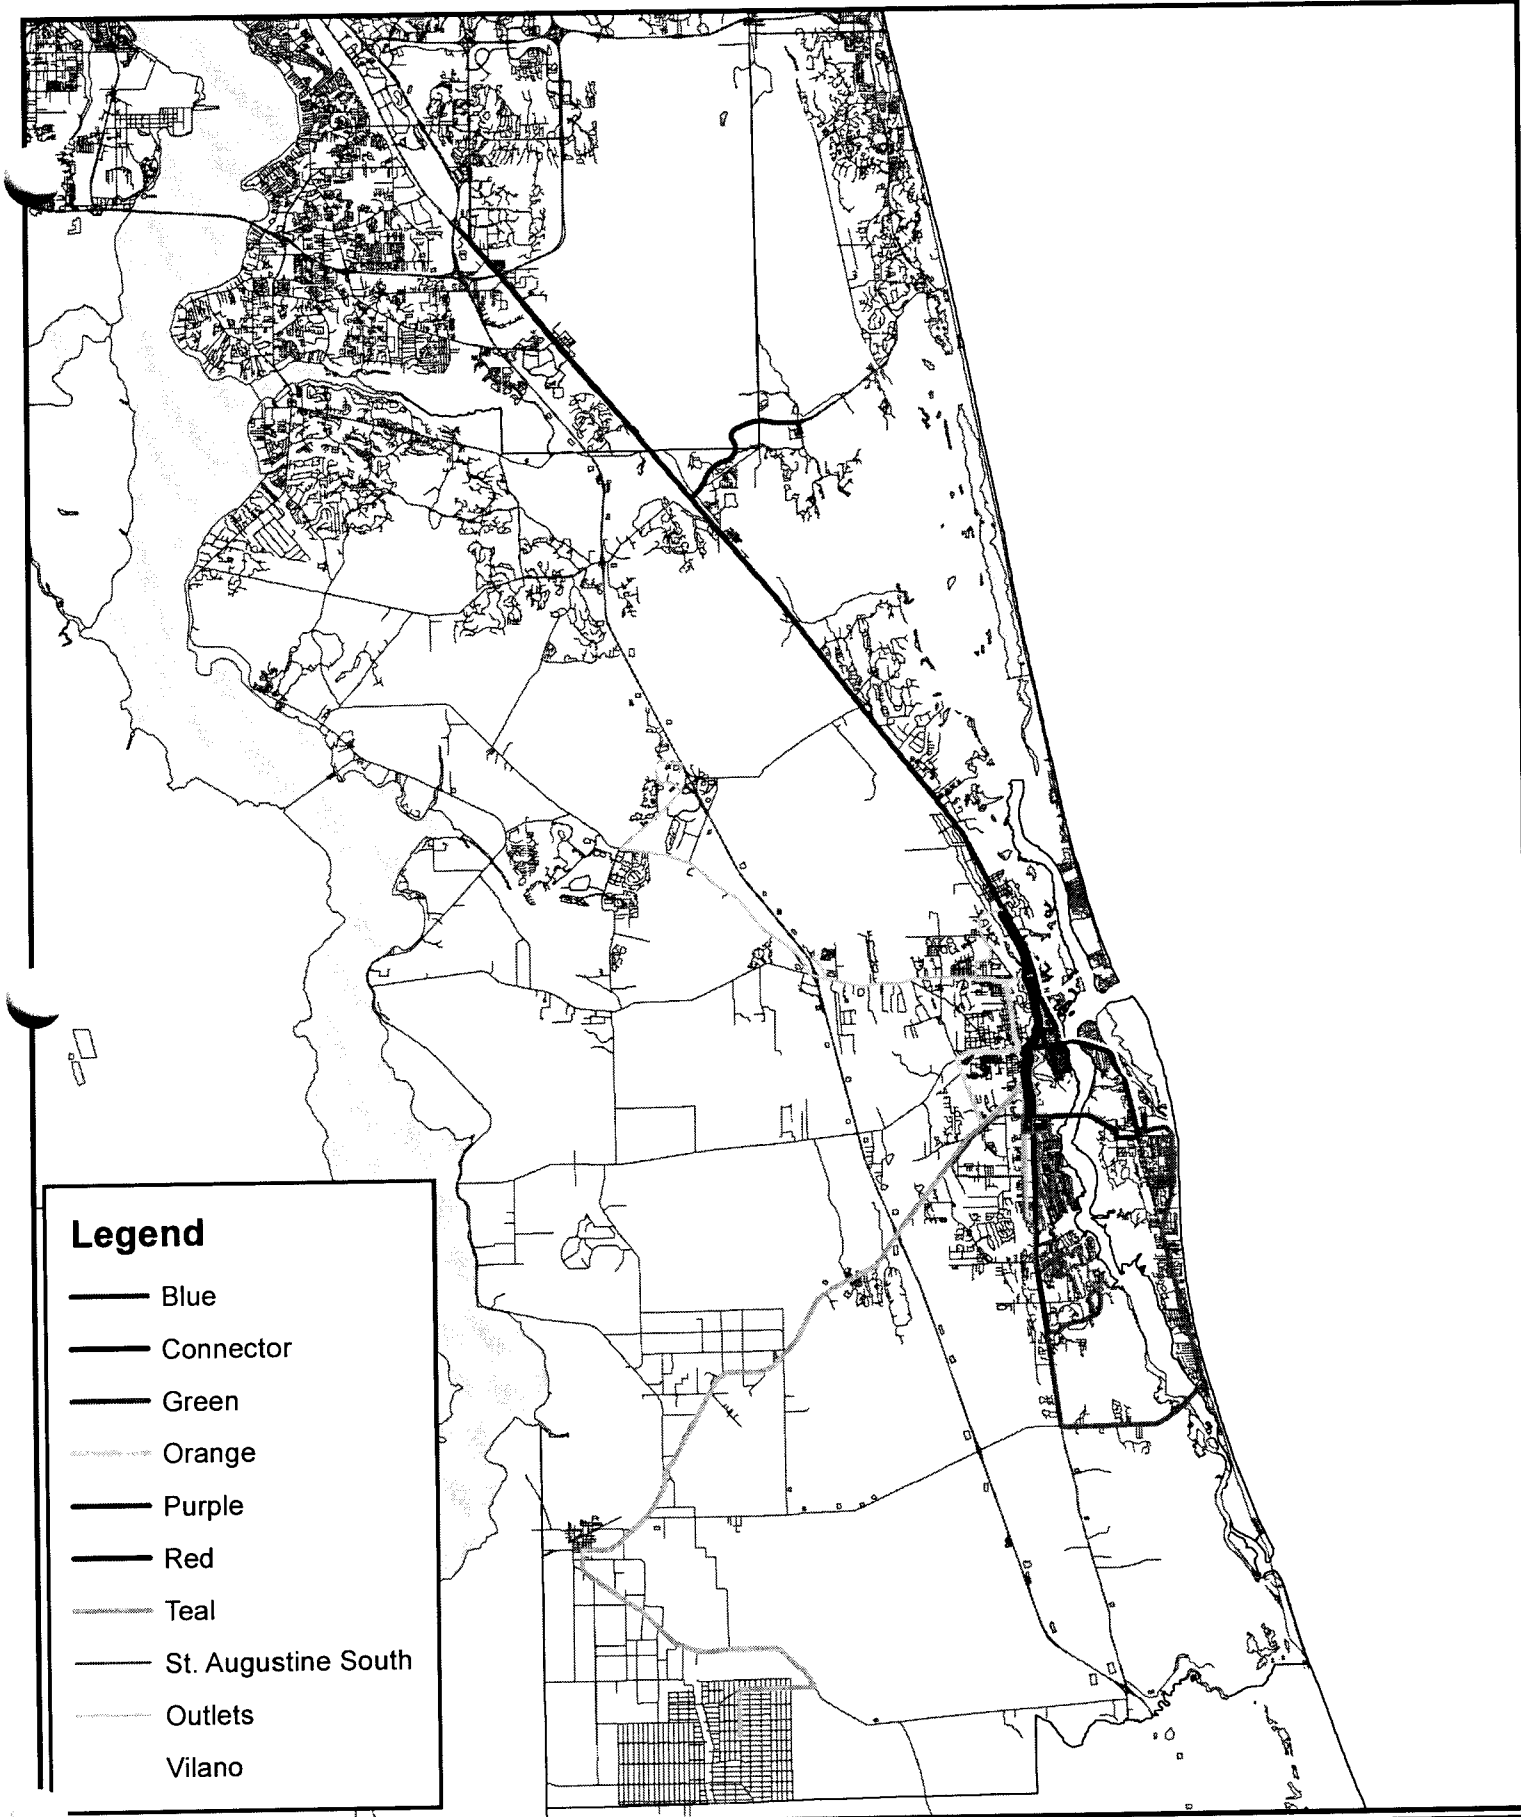 Legend
Blue
Connector
Green
Orange
Purple
Red
Teal
St. Augustine South
Outlets
Vilano